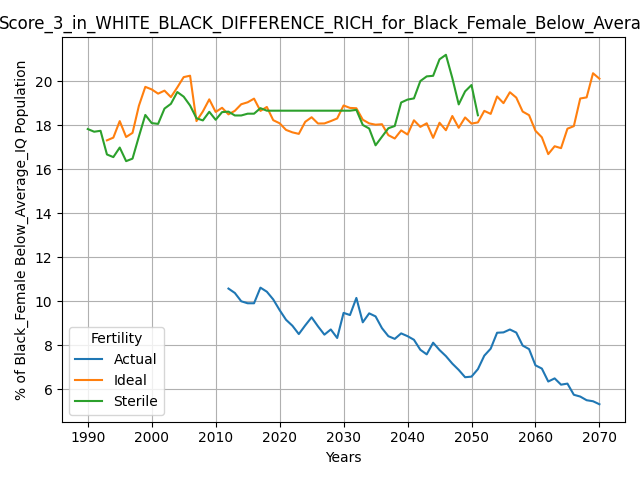 Score_3_in_WHITE_BLACK_DIFFERENCE_RICH_for_Black_Female_Below_Avera
% of Black_Female Below_Average_IQ Population
20
18
16
14
12
10
8
6
Fertility
Actual
Ideal
Sterile
1990 2000 2010 2020 2030 2040 2050 2060 2070
Years